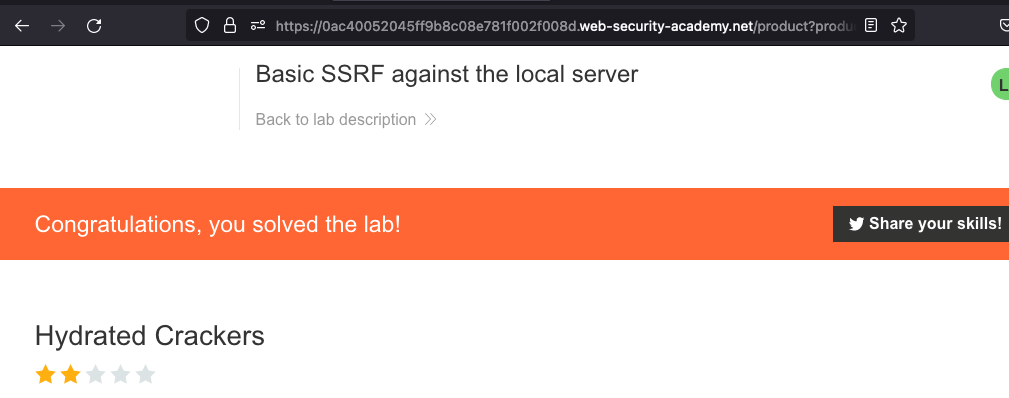 https://0ac40052045ff9b8c08e781f002f008d.web-security-academy.net/product?produ
Basic SSRF against the local server
L
Back to lab description
Congratulations, you solved the lab!
Share your skills!
Hydrated Crackers